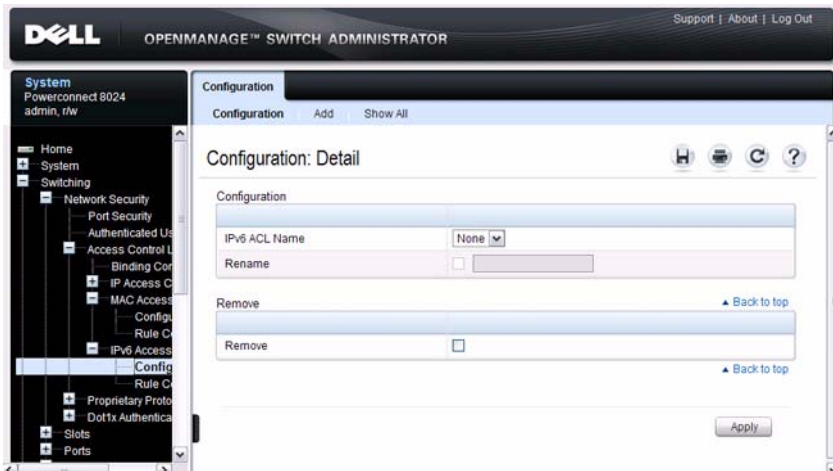 Support | About | Log Out
DELL
OPENMANAGE™ SWITCH ADMINISTRATOR
System
Powerconnect 8024
admin, r/w
Home
System
Switching
Network Security
Port Security
Authenticated Us
Access Control L
Binding Cor
IP Access C
MAC Access
Configu
Rule Co
IPv6 Access
Config
Rule Co
Proprietary Proto
Dot1x Authentica
Slots
Ports
Configuration
Configuration
Add
Show All
Configuration: Detail
Configuration
IPv6 ACL Name
None
Rename
Remove
Back to top
Remove
Back to top
Apply